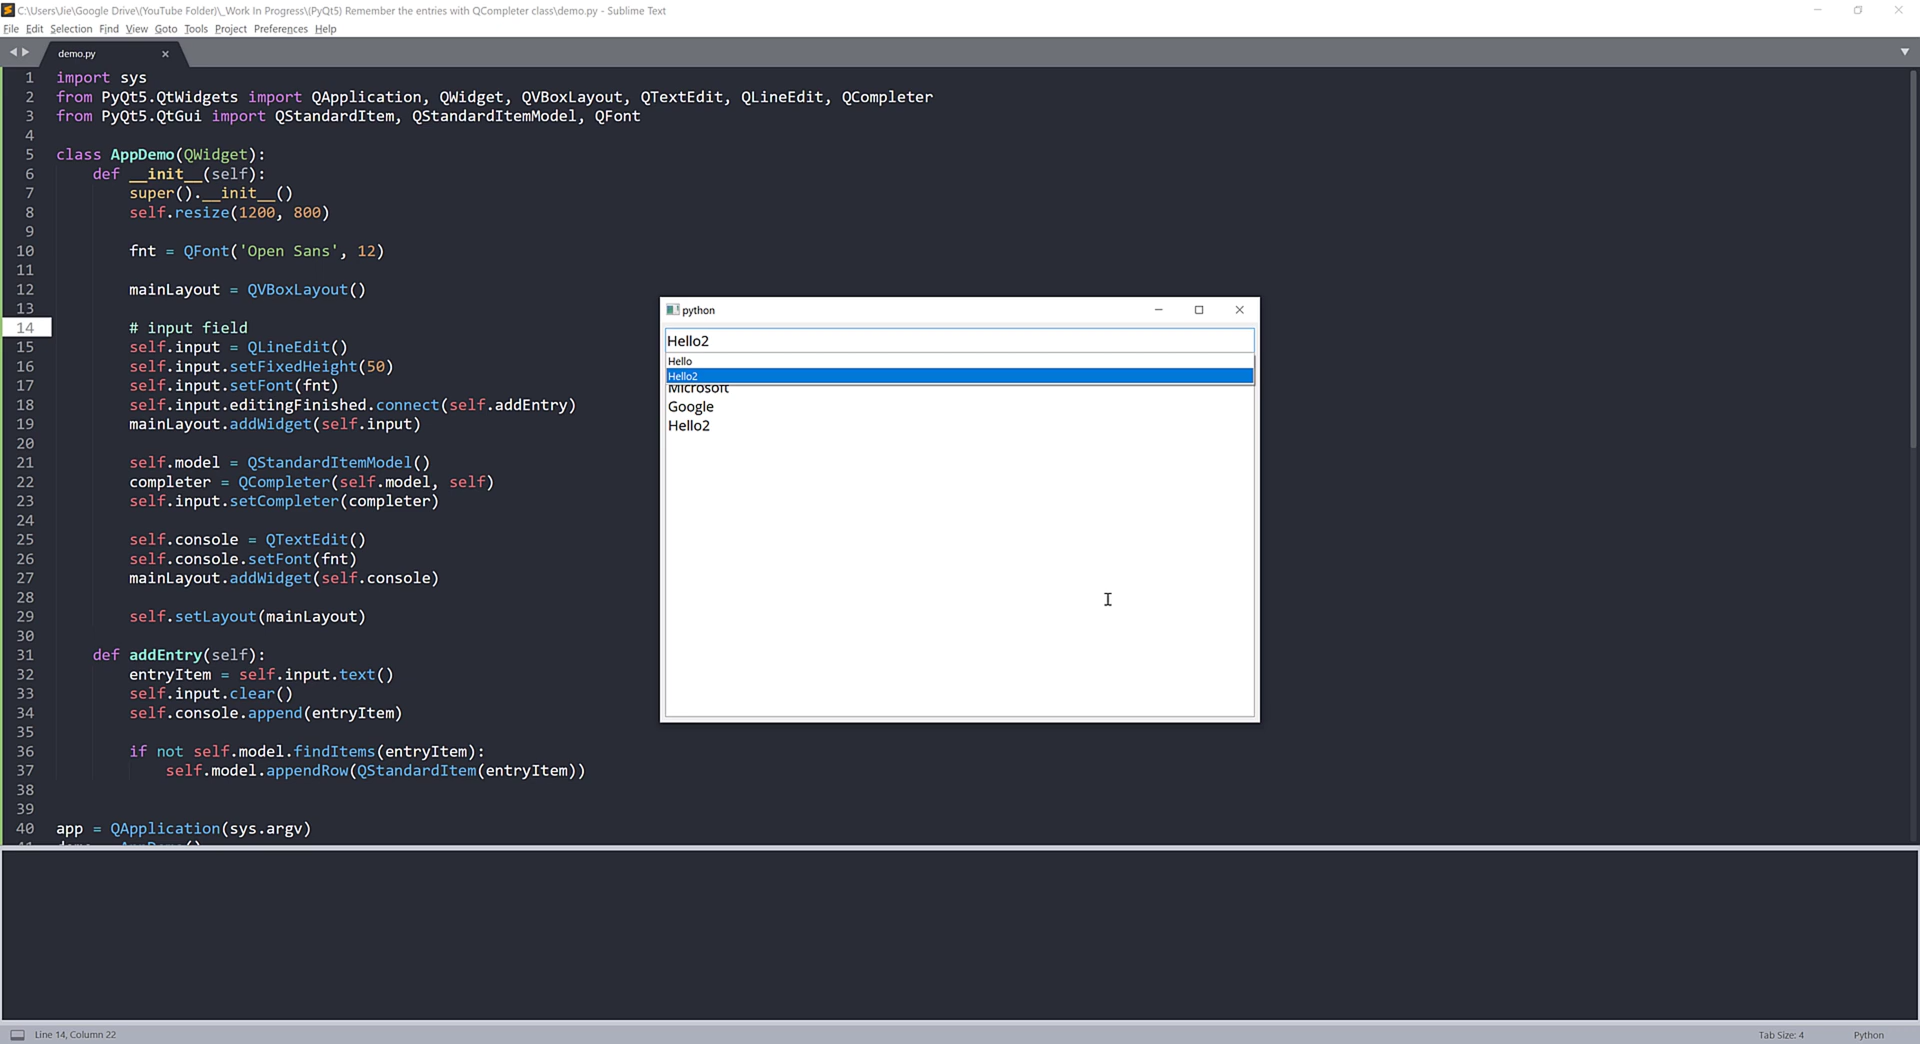 C:\Users\Jie\Google Drive\(YouTube Folder)\_Work In Progress\(PyQt5) Remember the entries with QCompleter class\demo.py - Sublime Text
File Edit Selection Find View Goto Tools Project Preferences Help
demo.py
1 import sys
2 from PyQt5.QtWidgets import QApplication, QWidget, QVBoxLayout, QTextEdit, QLineEdit, QCompleter
3 from PyQt5.QtGui import QStandardItem, QStandardItemModel, QFont
4
5 class AppDemo(QWidget):
6     def __init__(self):
7         super().__init__()
8         self.resize(1200, 800)
9
10         fnt = QFont('Open Sans', 12)
11
12         mainLayout = QVBoxLayout()
13
14         # input field
15         self.input = QLineEdit()
16         self.input.setFixedHeight(50)
17         self.input.setFont(fnt)
18         self.input.editingFinished.connect(self.addEntry)
19         mainLayout.addWidget(self.input)
20
21         self.model = QStandardItemModel()
22         completer = QCompleter(self.model, self)
23         self.input.setCompleter(completer)
24
25         self.console = QTextEdit()
26         self.console.setFont(fnt)
27         mainLayout.addWidget(self.console)
28
29         self.setLayout(mainLayout)
30
31     def addEntry(self):
32         entryItem = self.input.text()
33         self.input.clear()
34         self.console.append(entryItem)
35
36         if not self.model.findItems(entryItem):
37             self.model.appendRow(QStandardItem(entryItem))
38
39
40 app = QApplication(sys.argv)
python
Hello2
Hello
Hello2
Microsoft
Google
Hello2
Line 14, Column 22
Tab Size: 4
Python